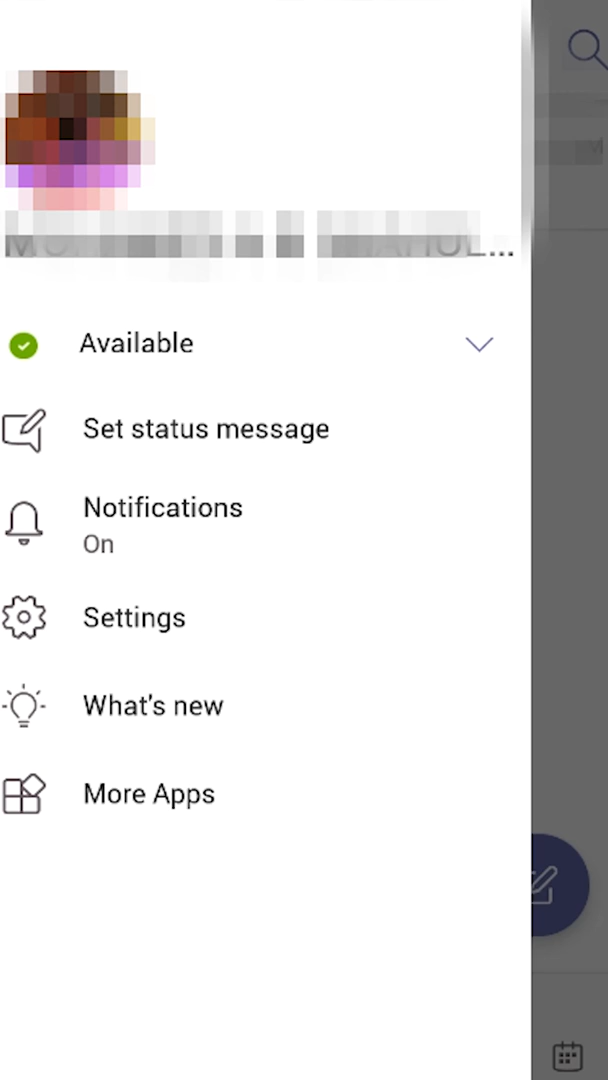 Available
Set status message
Notifications
On
Settings
What's new
More Apps